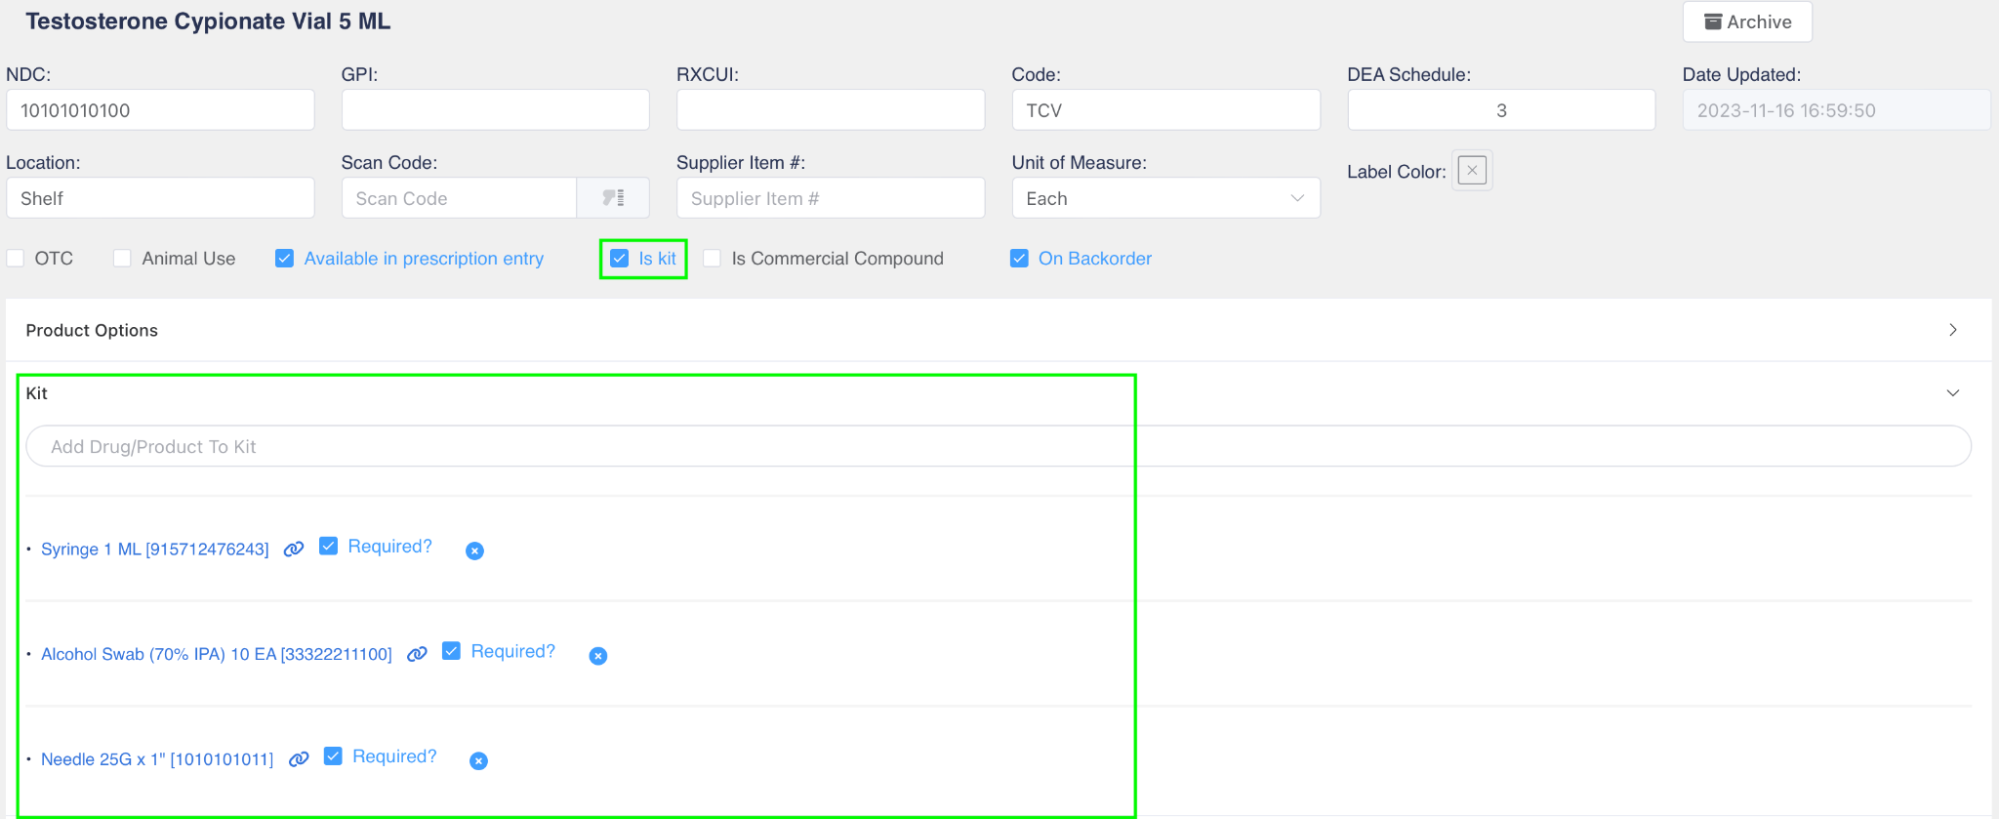 Testosterone Cypionate Vial 5 ML
Archive
NDC: GPI: RXCUI: Code: DEA Schedule: Date Updated:
10101010100 TCV 3 2023-11-16 16:59:50
Location: Scan Code: Supplier Item #: Unit of Measure: Label Color:
Shelf Scan Code Supplier Item # Each
OTC Animal Use Available in prescription entry Is kit Is Commercial Compound On Backorder
Product Options
Kit
Add Drug/Product To Kit
Syringe 1 ML [915712476243] Required?
Alcohol Swab (70% IPA) 10 EA [33322211100] Required?
Needle 25G x 1" [1010101011] Required?